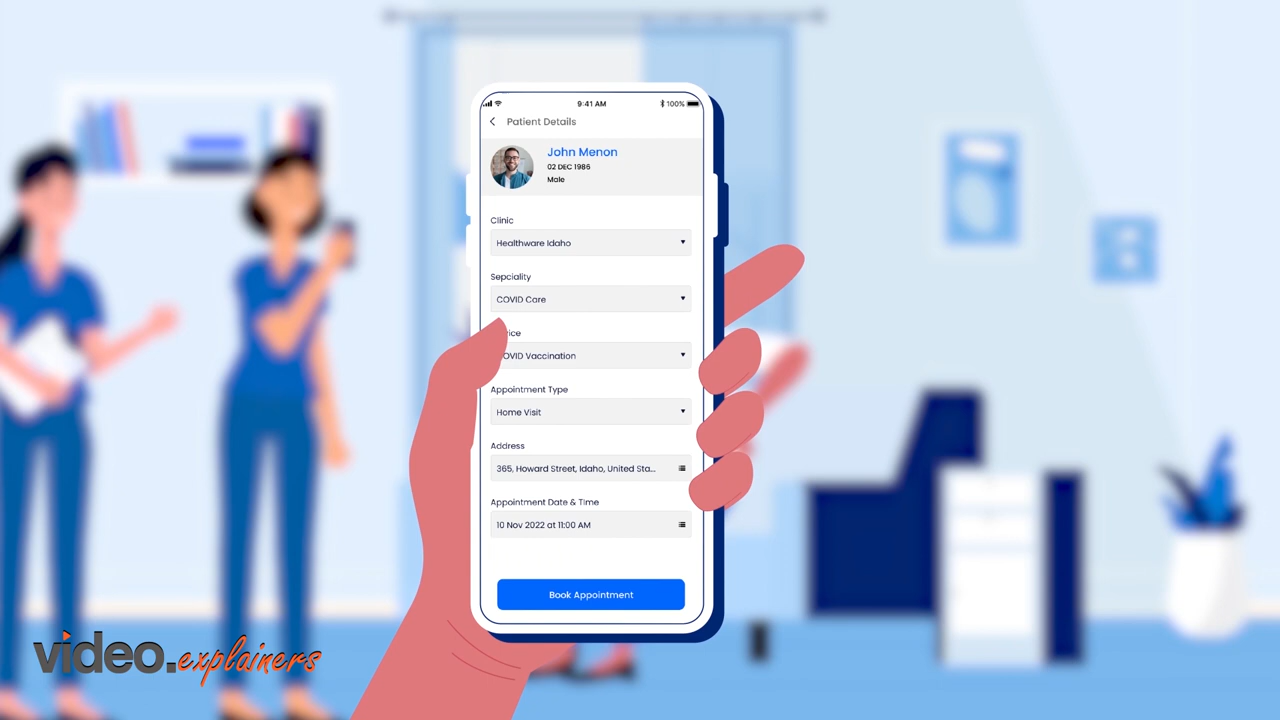 9:41 AM
100%
Patient Details
John Menon
02 DEC 1986
Male
Clinic
Healthware Idaho
Sepciality
COVID Care
vice
OVID Vaccination
Appointment Type
Home Visit
Address
365, Howard Street, Idaho, United Sta...
Appointment Date & Time
10 Nov 2022 at 11:00 AM
Book Appointment
video.explainers